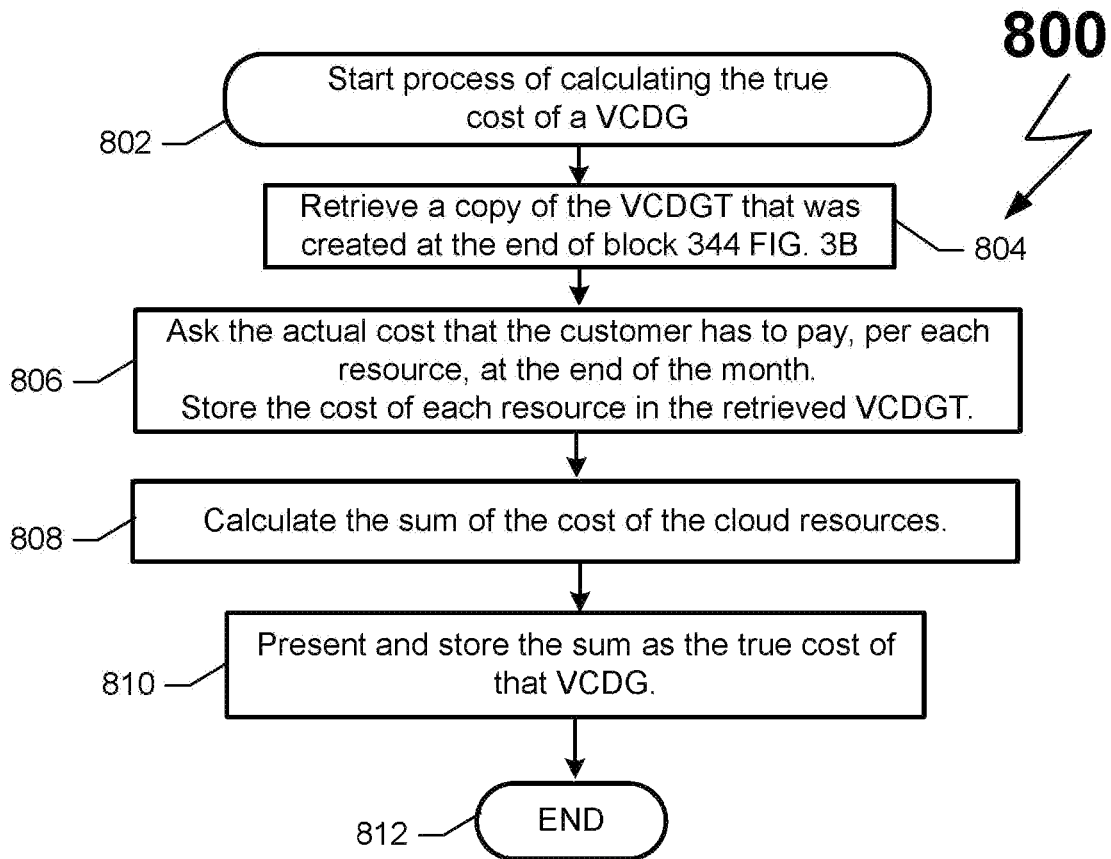 800
Start process of calculating the true
cost of a VCDG
802
Retrieve a copy of the VCDGT that was
created at the end of block 344 FIG. 3B
804
Ask the actual cost that the customer has to pay, per each
resource, at the end of the month.
Store the cost of each resource in the retrieved VCDGT.
806
Calculate the sum of the cost of the cloud resources.
808
Present and store the sum as the true cost of
that VCDG.
810
END
812